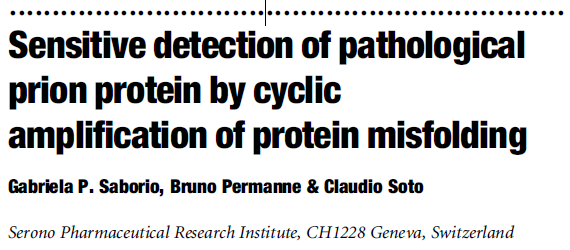 Sensitive detection of pathological
prion protein by cyclic
amplification of protein misfolding
Gabriela P. Saborio, Bruno Permanne & Claudio Soto
Serono Pharmaceutical Research Institute, CH1228 Geneva, Switzerland